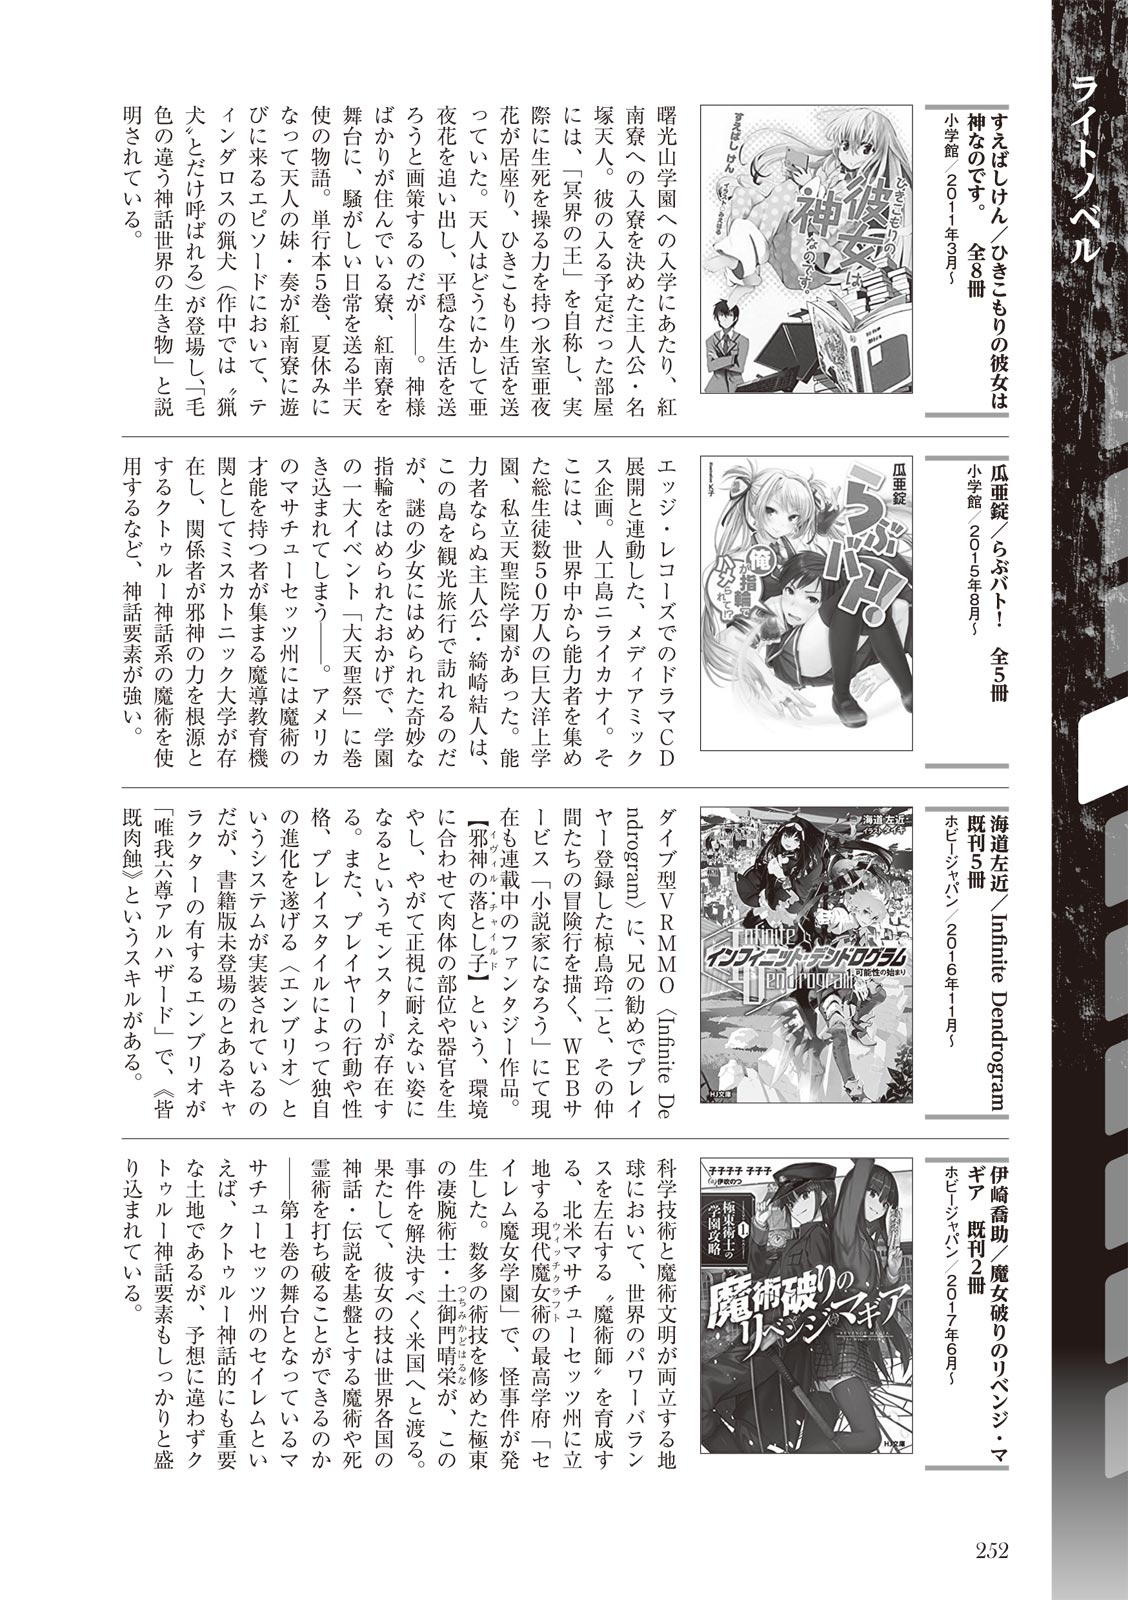 ライトノベル
すえばしけん／ひきこもりの彼女は
神なのです。　全8冊
小学館／2011年3月〜
ひきこもりの
彼女は
神なのです。
すえばしけん
イラスト●みえはる
曙光山学園への入学にあたり、紅
南寮への入寮を決めた主人公・名
塚天人。彼の入る予定だった部屋
には、「冥界の王」を自称し、実
際に生死を操る力を持つ氷室亜夜
花が居座り、ひきこもり生活を送
っていた。天人はどうにかして亜
夜花を追い出し、平穏な生活を送
ろうと画策するのだが――。神様
ばかりが住んでいる寮、紅南寮を
舞台に、騒がしい日常を送る半天
使の物語。単行本5巻、夏休みに
なって天人の妹・奏が紅南寮に遊
びに来るエピソードにおいて、テ
ィンダロスの猟犬（作中では〝猟
犬〟とだけ呼ばれる）が登場し、「毛
色の違う神話世界の生き物」と説
明されている。
瓜亜錠／らぶバト！　全5冊
小学館／2015年8月〜
瓜亜錠
らぶバト！
俺が指輪で
ハメられて!?
エッジ・レコーズでのドラマCD
展開と連動した、メディアミック
ス企画。人工島ニライカナイ。そ
こには、世界中から能力者を集め
た総生徒数50万人の巨大洋上学
園、私立天聖院学園があった。能
力者ならぬ主人公・綺崎結人は、
この島を観光旅行で訪れるのだ
が、謎の少女にはめられた奇妙な
指輪をはめられたおかげで、学園
の一大イベント「大天聖祭」に巻
き込まれてしまう――。アメリカ
のマサチューセッツ州には魔術の
才能を持つ者が集まる魔導教育機
関としてミスカトニック大学が存
在し、関係者が邪神の力を根源と
するクトゥルー神話系の魔術を使
用するなど、神話要素が強い。
海道左近／Infinite Dendrogram
既刊5冊
ホビージャパン／2016年11月〜
海道左近
イラスト タイキ
Infinite
インフィニット・デンドログラム
Dendrogram
1.可能性の始まり
HJ文庫
ダイブ型VRMMO〈Infinite De
ndrogram〉に、兄の勧めでプレイ
ヤー登録した椋鳥玲二と、その仲
間たちの冒険行を描く、WEBサ
ービス「小説家になろう」にて現
在も連載中のファンタジー作品。
【邪神の落とし子】という、環境
イヴィル・チャイルド
に合わせて肉体の部位や器官を生
やし、やがて正視に耐えない姿に
なるというモンスターが存在す
る。また、プレイヤーの行動や性
格、プレイスタイルによって独自
の進化を遂げる〈エンブリオ〉と
いうシステムが実装されているの
だが、書籍版未登場のとあるキャ
ラクターの有するエンブリオが
「唯我六尊アルハザード」で、《皆
既肉蝕》というスキルがある。
伊崎喬助／魔女破りのリベンジ・マ
ギア　既刊2冊
ホビージャパン／2017年6月〜
子子子子 子子子
伊吹のつ
1
極東術士の
学園攻略
魔術破りの
リベンジ・マギア
REVENGE MAGIA
HJ文庫
科学技術と魔術文明が両立する地
球において、世界のパワーバラン
スを左右する〝魔術師〟を育成す
る、北米マサチューセッツ州に立
地する現代魔女術の最高学府「セ
ウィッチクラフト
イレム魔女学園」で、怪事件が発
生した。数多の術技を修めた極東
の凄腕術士・土御門晴栄が、この
つちみかどはるな
事件を解決すべく米国へと渡る。
果たして、彼女の技は世界各国の
神話・伝説を基盤とする魔術や死
霊術を打ち破ることができるのか
――第1巻の舞台となっているマ
サチューセッツ州のセイレムとい
えば、クトゥルー神話的にも重要
な土地であるが、予想に違わずク
トゥルー神話要素もしっかりと盛
り込まれている。
252